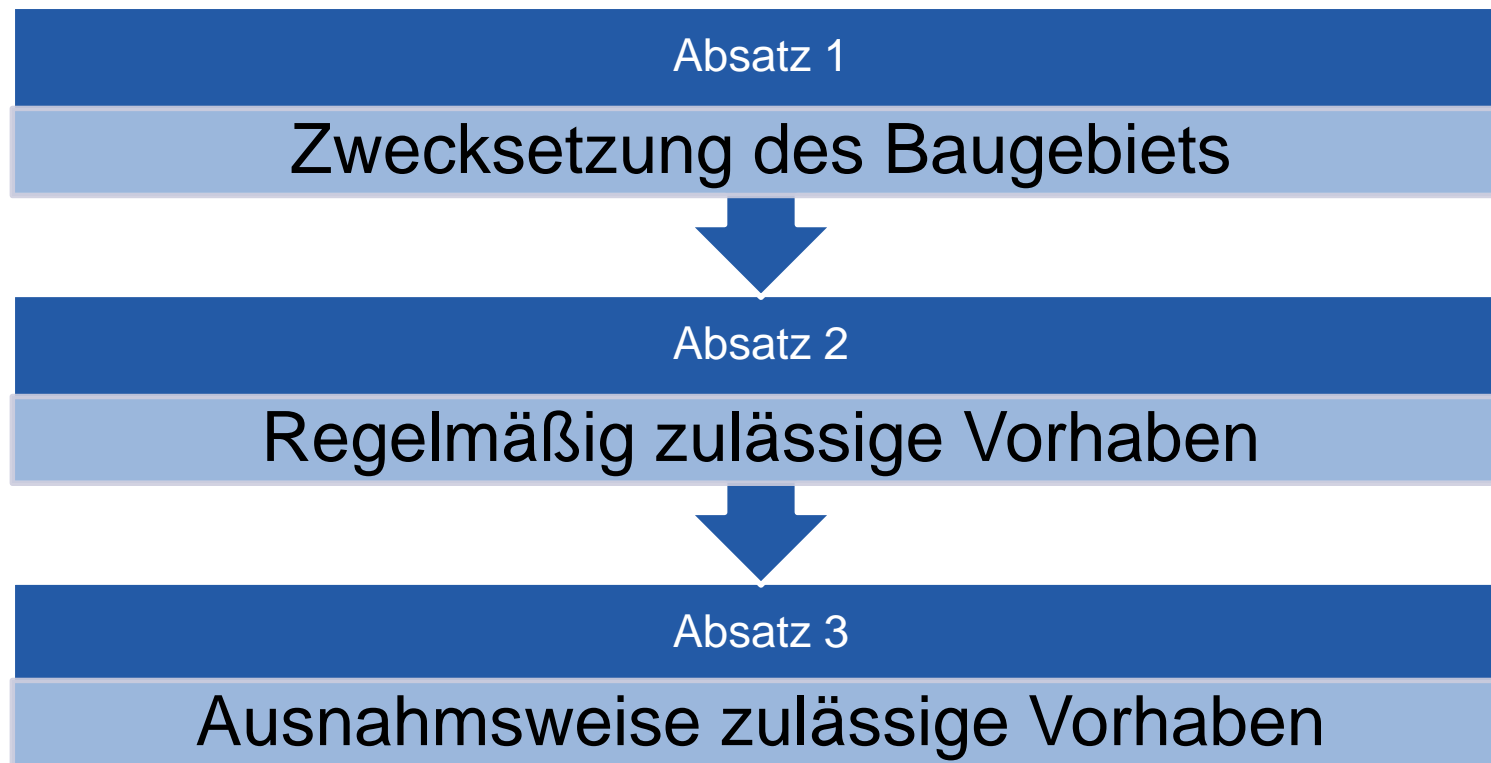 Absatz 1
Zwecksetzung des Baugebiets
Absatz 2
Regelmäßig zulässige Vorhaben
Absatz 3
Ausnahmsweise zulässige Vorhaben